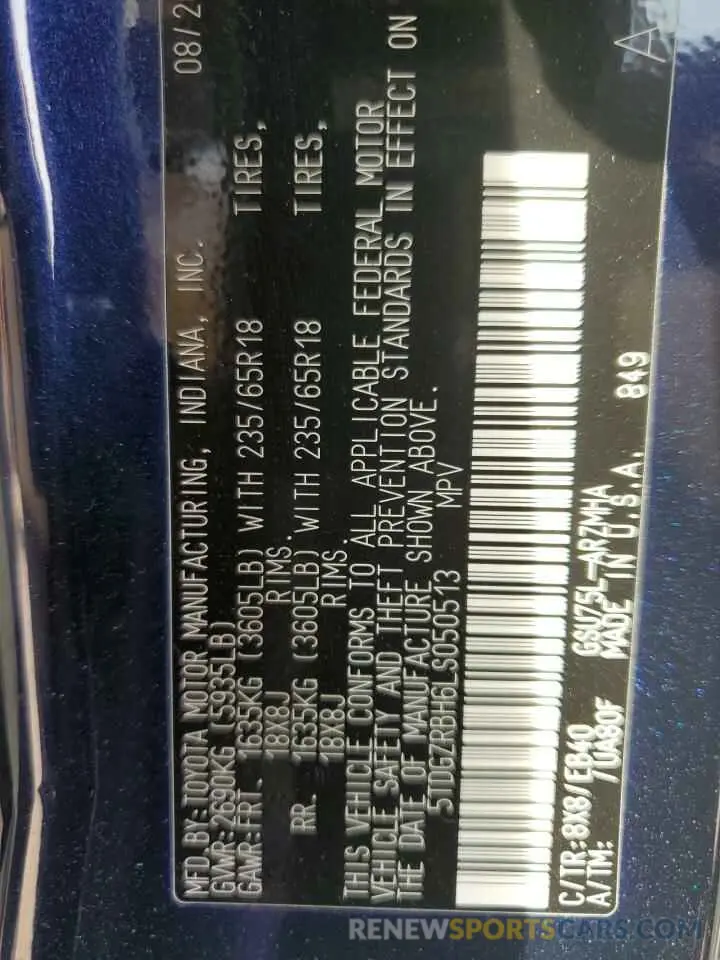 MFD BY:TOYOTA MOTOR MANUFACTURING, INDIANA, INC. 08/2
GVWR:2690KG (5935LB)
GAWR:FRT. 1635KG (3605LB) WITH 235/65R18 TIRES,
18X8J RIMS.
RR. 1635KG (3605LB) WITH 235/65R18 TIRES,
18X8J RIMS.
THIS VEHICLE CONFORMS TO ALL APPLICABLE FEDERAL MOTOR
VEHICLE SAFETY AND THEFT PREVENTION STANDARDS IN EFFECT ON
THE DATE OF MANUFACTURE SHOWN ABOVE.
5TDGZRBH6LS050513 MPV
C/TR:8X8/EB40 GSU75L-ARZMHA
A/TM: /UA80F MADE IN U.S.A. 849
A
RENEWSPORTSCARS.COM